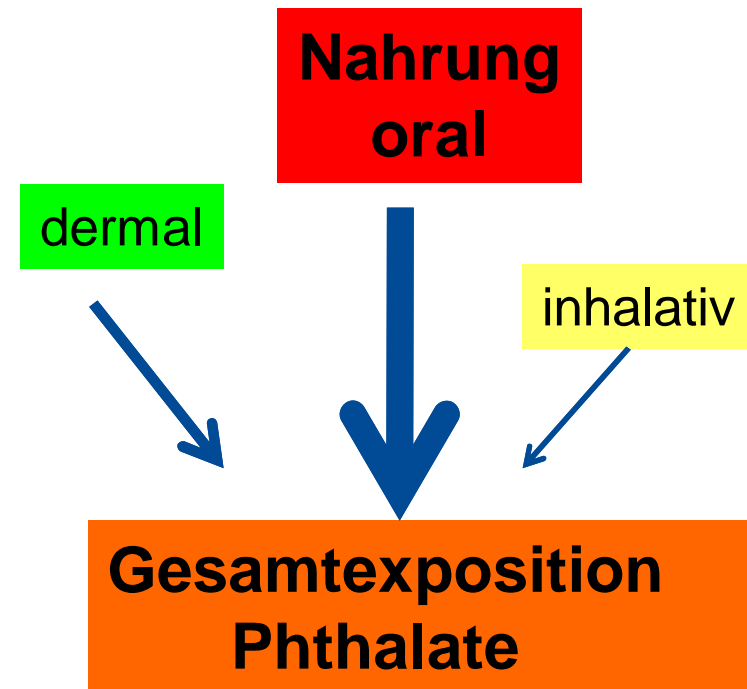 Nahrung
oral
dermal
inhalativ
Gesamtexposition
Phthalate